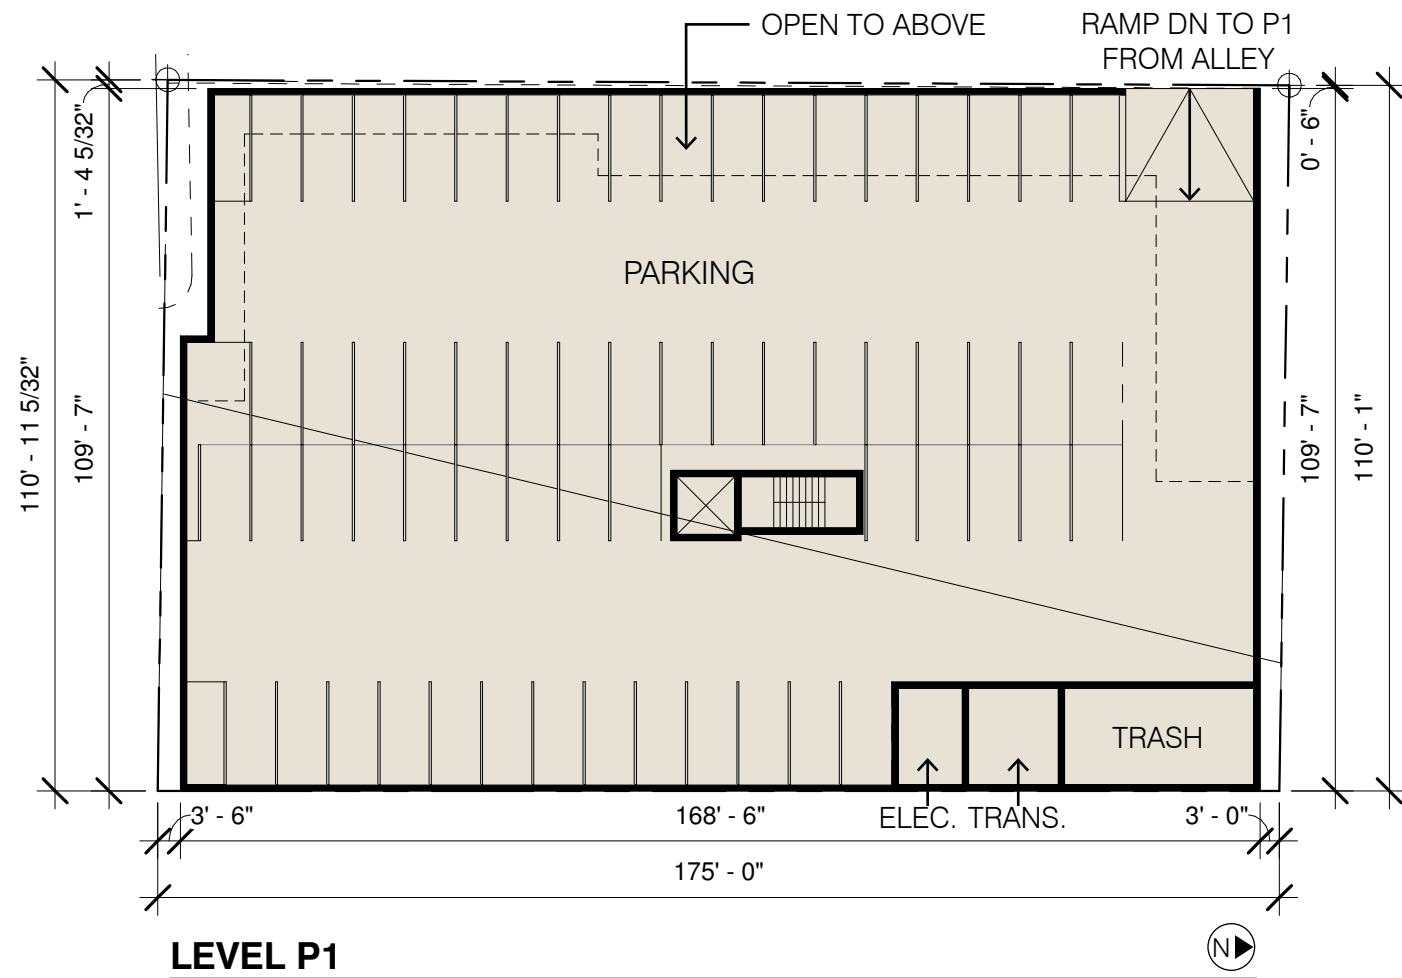 OPEN TO ABOVE
RAMP DN TO P1
FROM ALLEY
1' - 4 5/32"
0' - 6"
PARKING
110' - 11 5/32"
109' - 7"
109' - 7"
110' - 1"
TRASH
3' - 6"
168' - 6"
ELEC. TRANS.
3' - 0"
175' - 0"
LEVEL P1
N